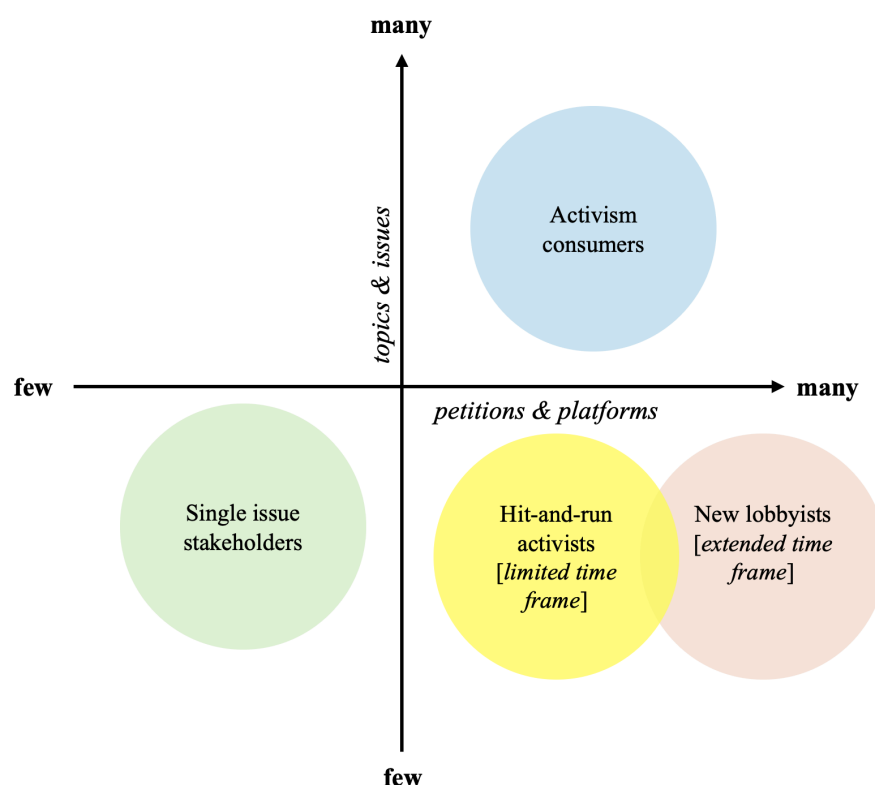 many
topics & issues
Activism
consumers
few
many
petitions & platforms
Single issue
stakeholders
Hit-and-run
activists
[limited time
frame]
New lobbyists
[extended time
frame]
few